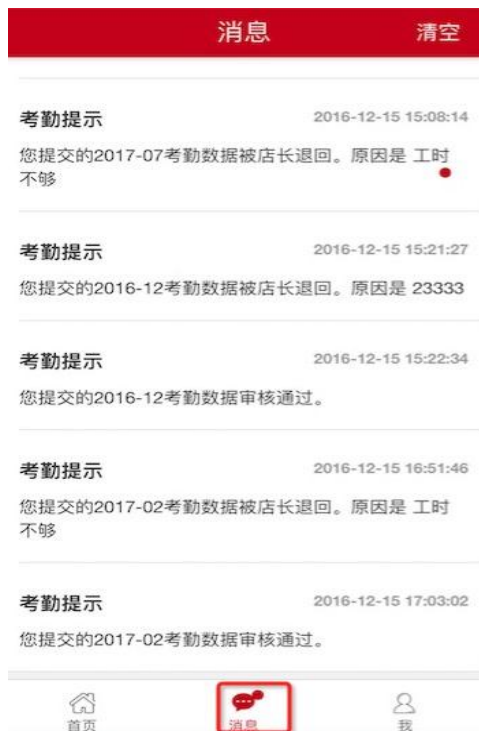 消息 清空
考勤提示 2016-12-15 15:08:14
您提交的2017-07考勤数据被店长退回。原因是 工时
不够
考勤提示 2016-12-15 15:21:27
您提交的2016-12考勤数据被店长退回。原因是 23333
考勤提示 2016-12-15 15:22:34
您提交的2016-12考勤数据审核通过。
考勤提示 2016-12-15 16:51:46
您提交的2017-02考勤数据被店长退回。原因是 工时
不够
考勤提示 2016-12-15 17:03:02
您提交的2017-02考勤数据审核通过。
首页 消息 我